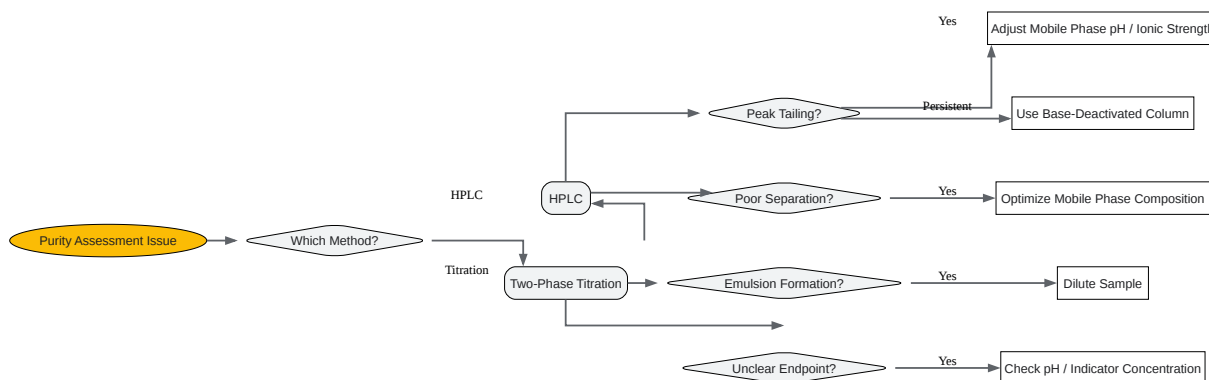 Yes
Adjust Mobile Phase pH / Ionic Strength
Peak Tailing?
Persistent
Use Base-Deactivated Column
HPLC
HPLC
Poor Separation?
Yes
Optimize Mobile Phase Composition
Purity Assessment Issue
Which Method?
Titration
Two-Phase Titration
Emulsion Formation?
Yes
Dilute Sample
Unclear Endpoint?
Yes
Check pH / Indicator Concentration